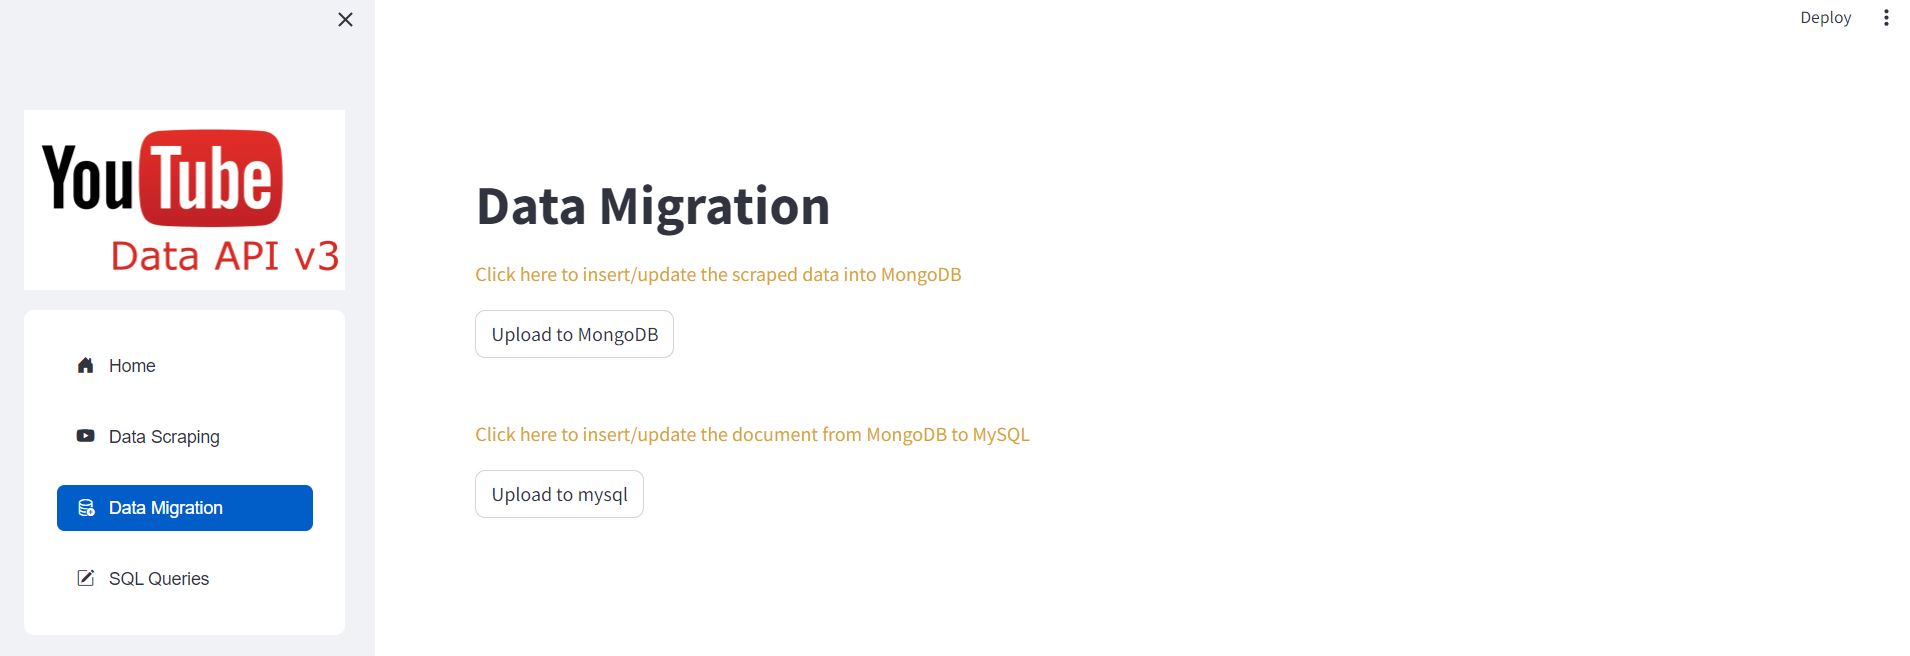 Deploy
YouTube
Data API v3
Home
Data Scraping
Data Migration
SQL Queries
Data Migration
Click here to insert/update the scraped data into MongoDB
Upload to MongoDB
Click here to insert/update the document from MongoDB to MySQL
Upload to mysql